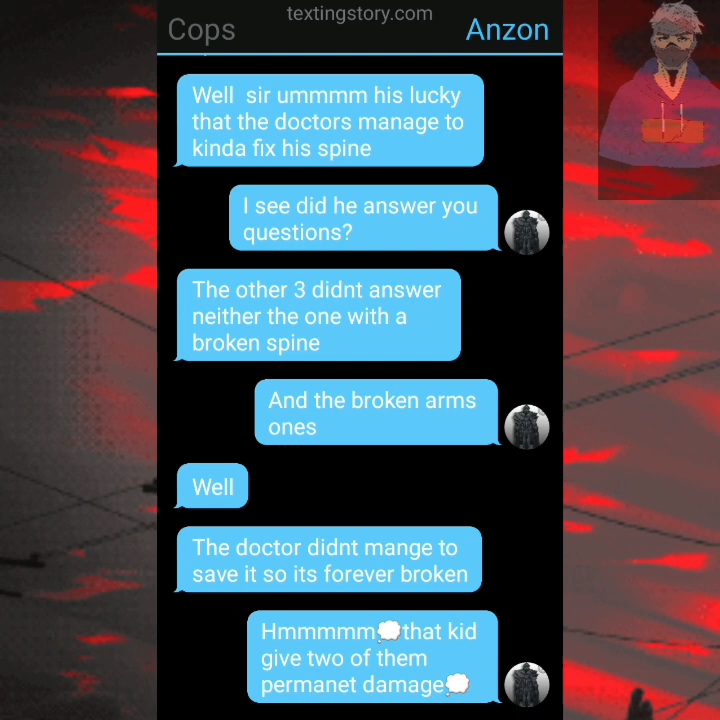 textingstory.com
Cops
Anzon
Well  sir ummmm his lucky
that the doctors manage to
kinda fix his spine
I see did he answer you
questions?
The other 3 didnt answer
neither the one with a
broken spine
And the broken arms
ones
Well
The doctor didnt mange to
save it so its forever broken
Hmmmmm💭that kid
give two of them
permanet damage💭